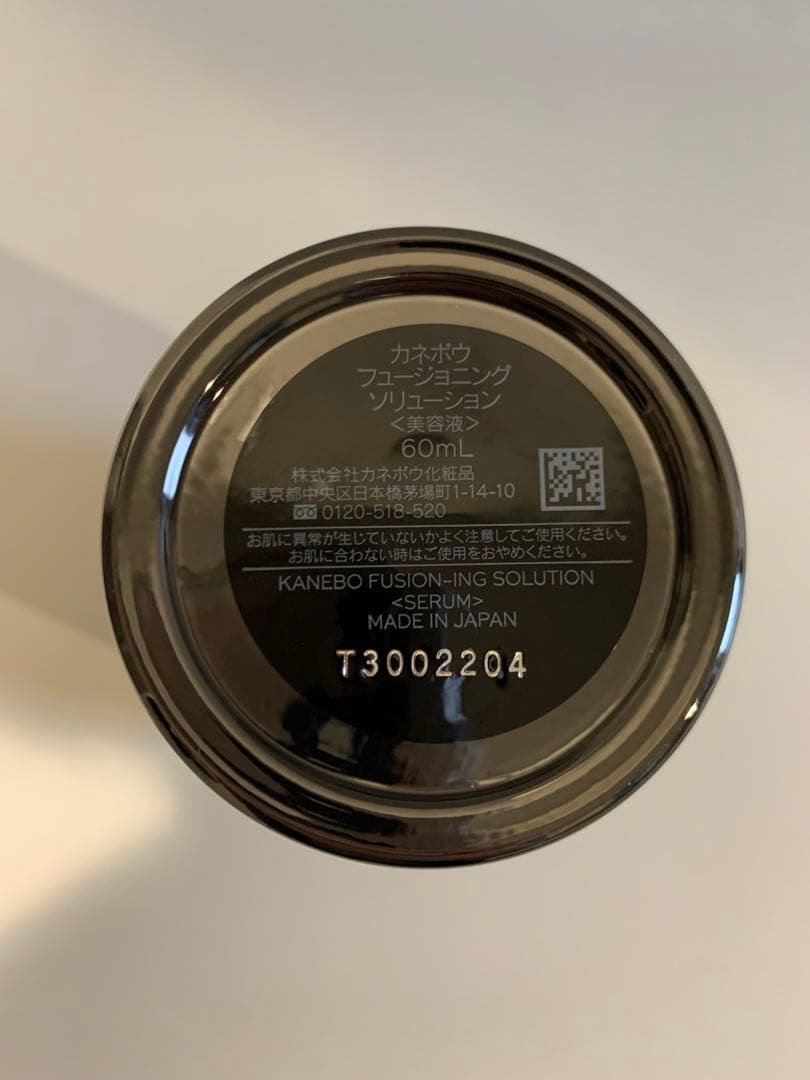 カネボウ
フュージョニング
ソリューション
<美容液>
60mL
株式会社カネボウ化粧品
東京都中央区日本橋茅場町1-14-10
0120-518-520
お肌に異常が生じていないかよく注意してご使用ください。
お肌に合わない時はご使用をおやめください。
KANEBO FUSION-ING SOLUTION
<SERUM>
MADE IN JAPAN
T3002204